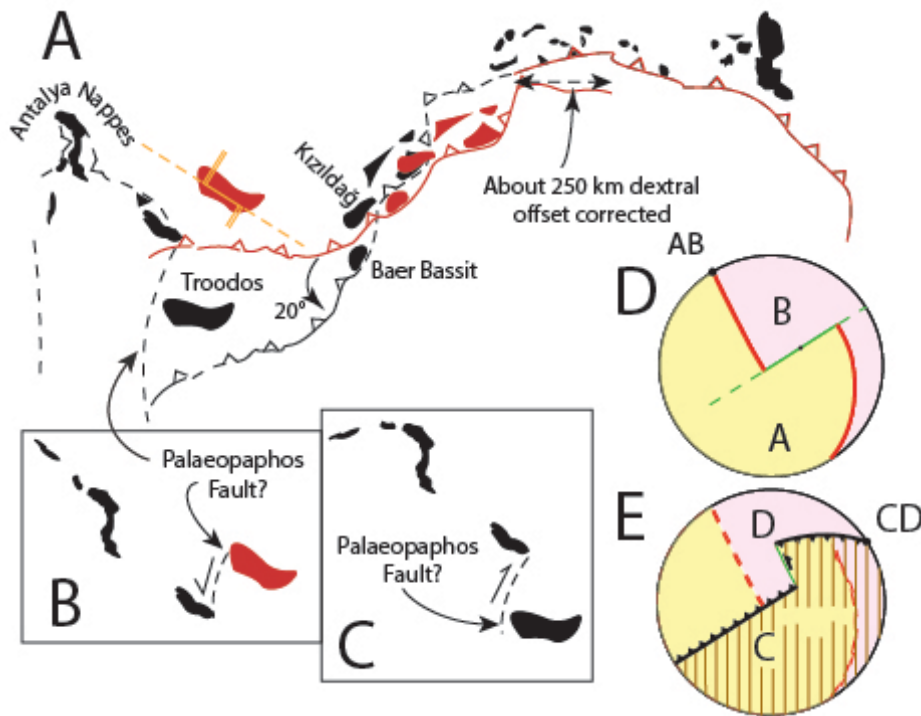 A
Antalya Nappes
Kızıldağ
About 250 km dextral
offset corrected
Troodos
Baer Bassit
20°
AB
D
B
A
Palaeopaphos
Fault?
B
Palaeopaphos
Fault?
C
E
D
CD
C